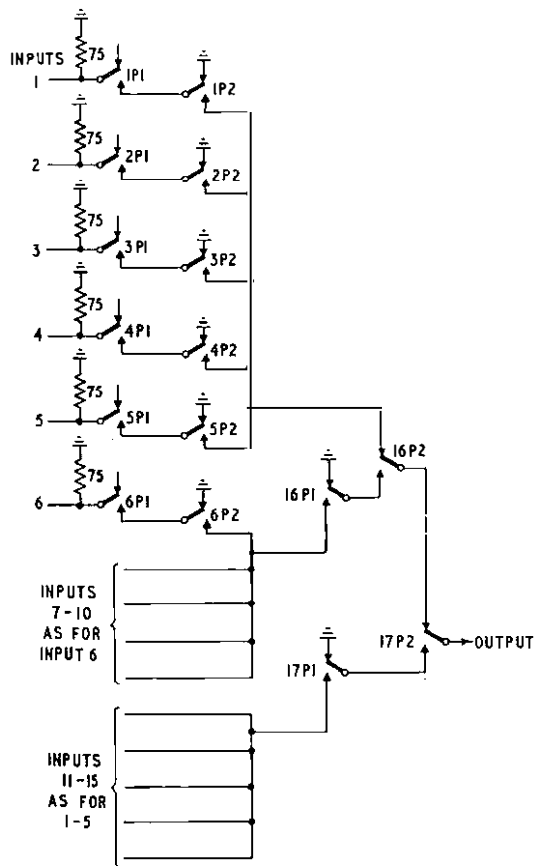 75
INPUTS
1
1P1
1P2
75
2
2P1
2P2
75
3
3P1
3P2
75
4
4P1
4P2
75
5
5P1
5P2
16P2
75
6
6P1
6P2
16P1
INPUTS
7-10
AS FOR
INPUT 6
17P1
17P2
OUTPUT
INPUTS
11-15
AS FOR
1-5